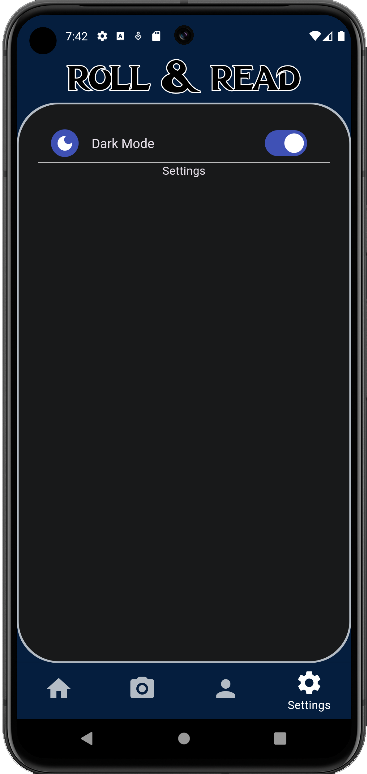 7:42
ROLL & READ
Dark Mode
Settings
Settings